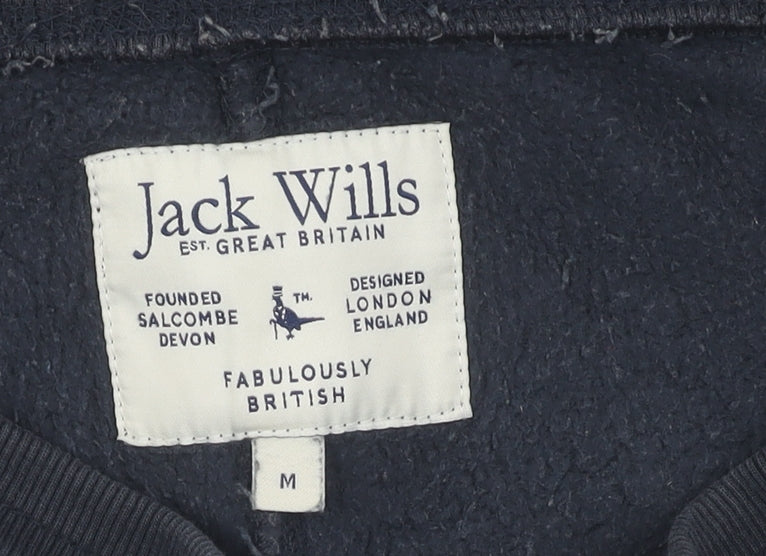 Jack Wills
EST. GREAT BRITAIN
FOUNDED
SALCOMBE
DEVON
TM.
DESIGNED
LONDON
ENGLAND
FABULOUSLY
BRITISH
M